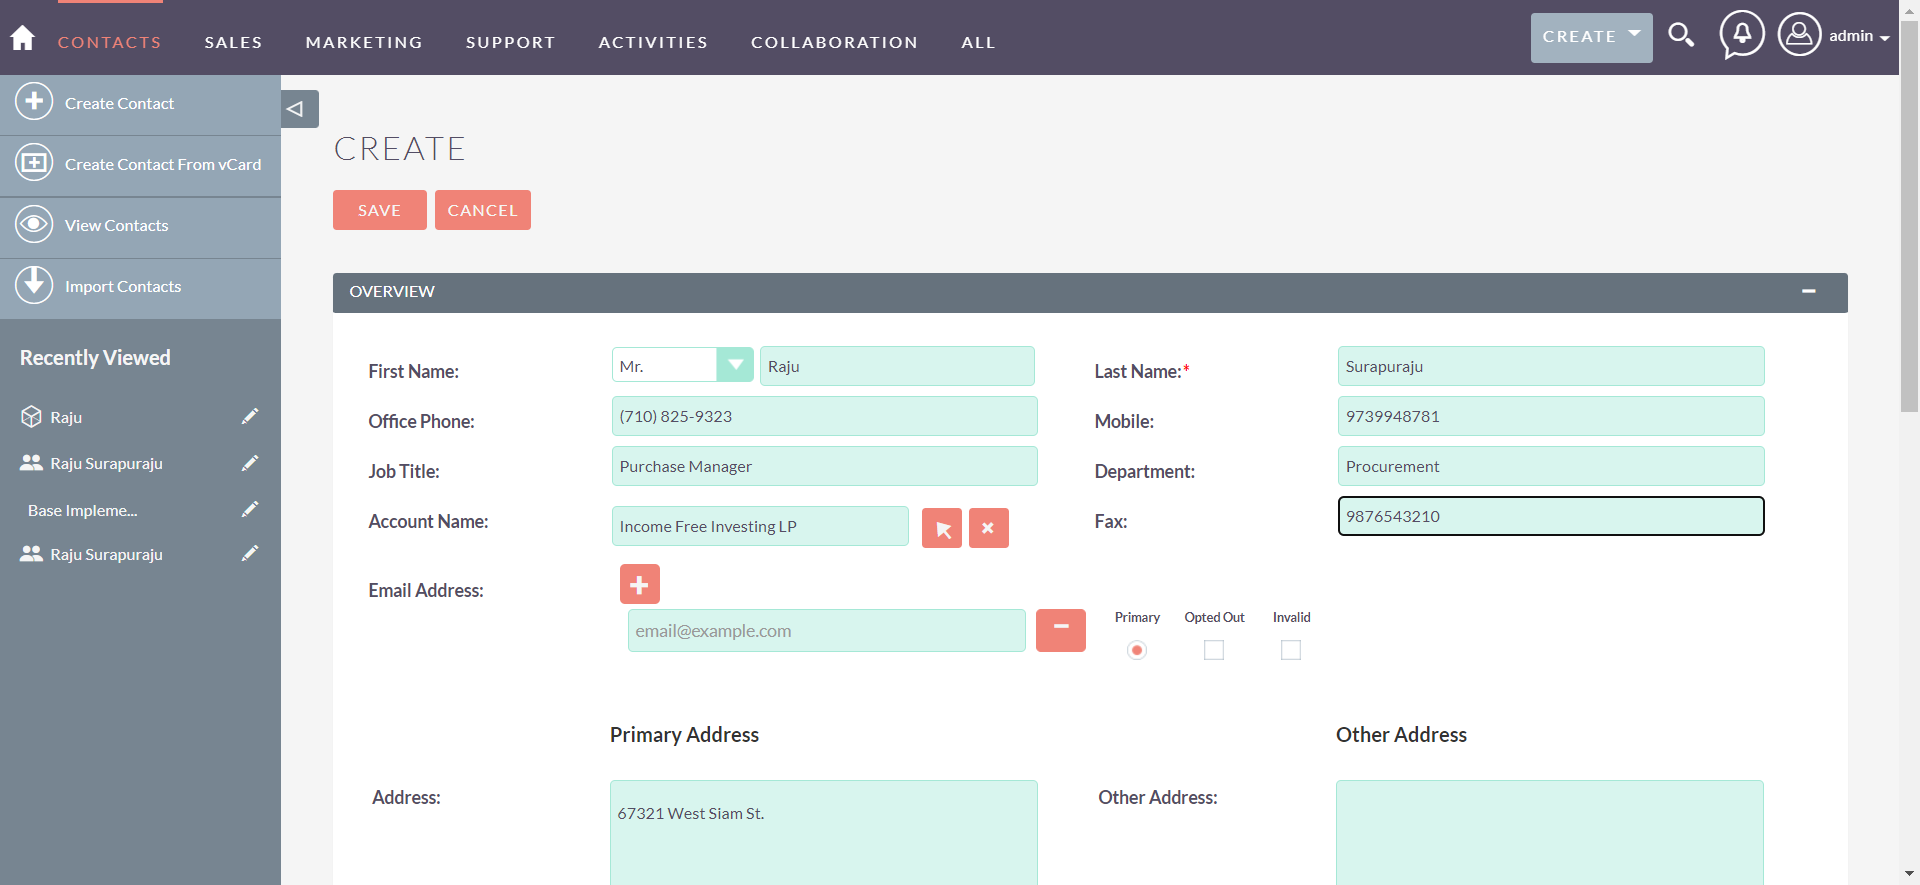 CONTACTS SALES MARKETING SUPPORT ACTIVITIES COLLABORATION ALL CREATE admin
Create Contact
Create Contact From vCard
View Contacts
Import Contacts
Recently Viewed
Raju
Raju Surapuraju
Base Impleme...
Raju Surapuraju
CREATE
SAVE CANCEL
OVERVIEW
First Name: Mr. Raju Last Name:* Surapuraju
Office Phone: (710) 825-9323 Mobile: 9739948781
Job Title: Purchase Manager Department: Procurement
Account Name: Income Free Investing LP Fax: 9876543210
Email Address:
Primary Opted Out Invalid
email@example.com
Primary Address Other Address
Address: 67321 West Siam St. Other Address: